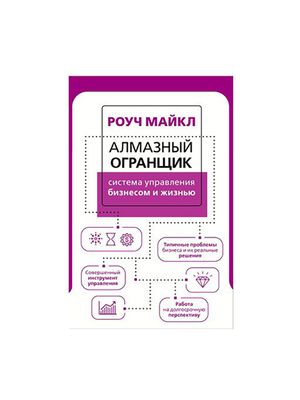 РОУЧ МАЙКЛ
АЛМАЗНЫЙ
ОГРАНЩИК
система управления
бизнесом и жизнью
Типичные проблемы
бизнеса и их реальные
решения
Совершенный
инструмент
управления
Работа
на долгосрочную
перспективу